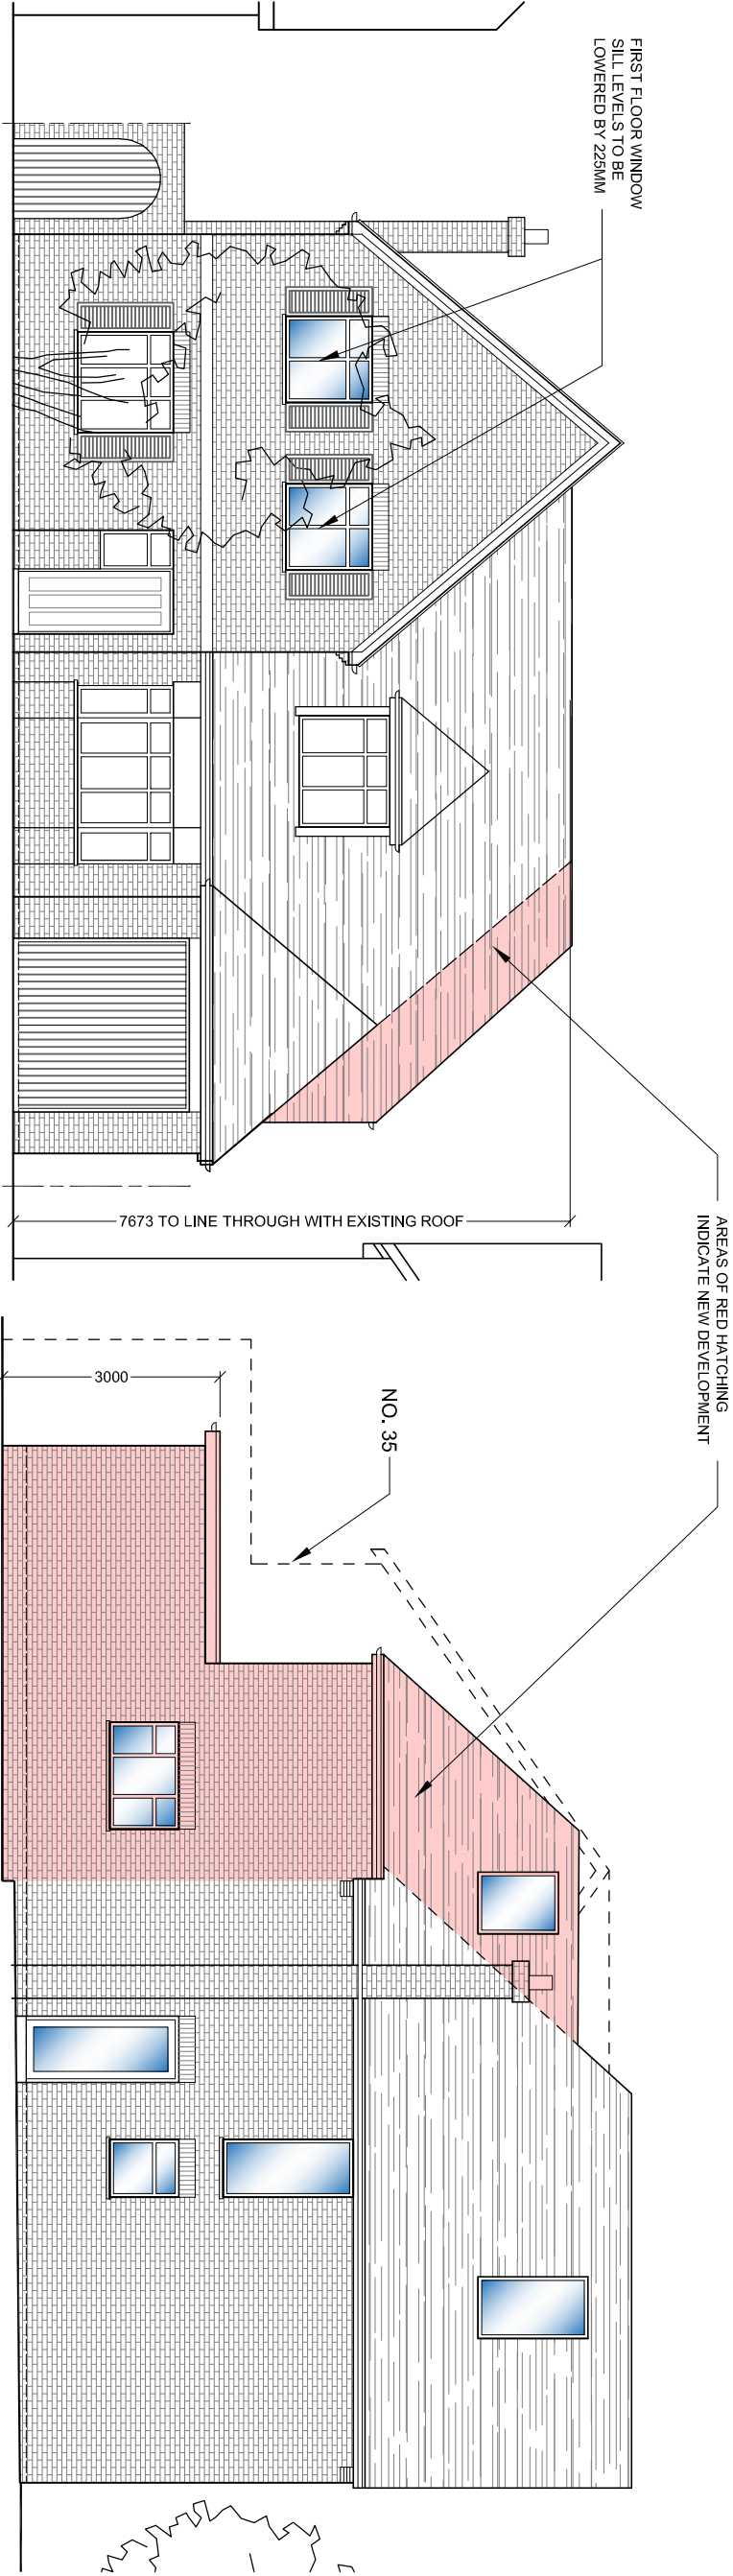 FIRST FLOOR WINDOW
SILL LEVELS TO BE
LOWERED BY 225MM
AREAS OF RED HATCHING
INDICATE NEW DEVELOPMENT
7673 TO LINE THROUGH WITH EXISTING ROOF
3000
NO. 35